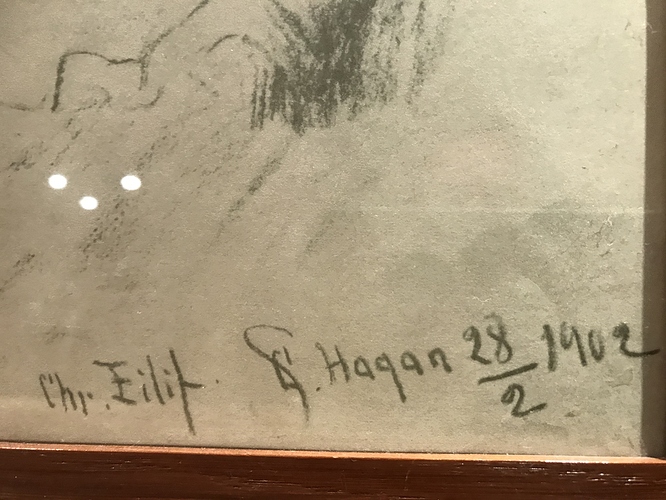 Chr. Eilif. Hagan 28/2 1902